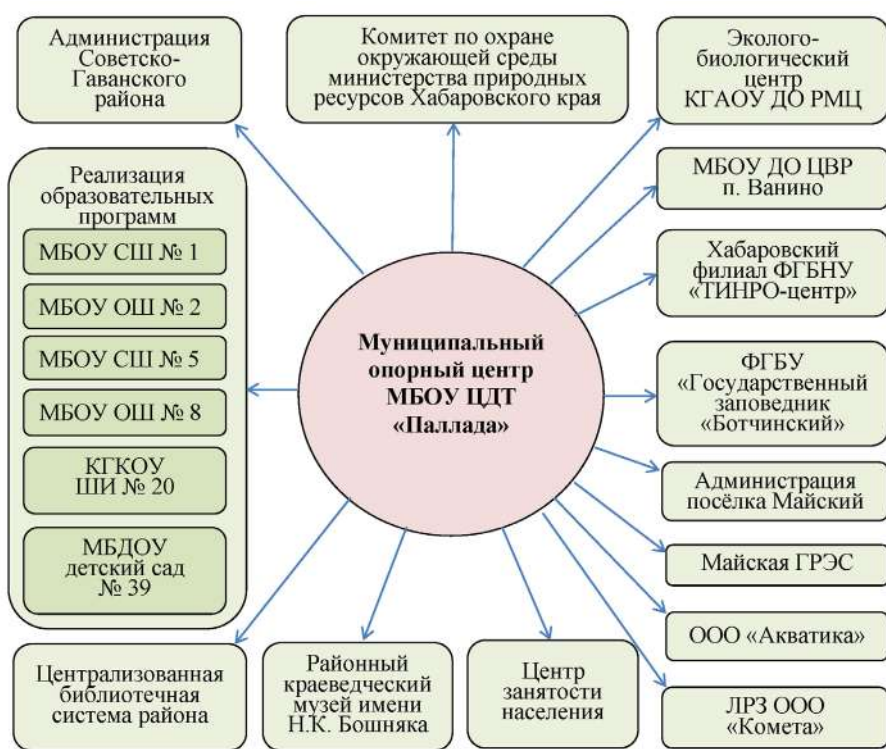 Администрация
Советско-
Гаванского
района
Комитет по охране
окружающей среды
министерства природных
ресурсов Хабаровского края
Эколого-
биологический
центр
КГАОУ ДО РМЦ
Реализация
образовательных
программ
МБОУ СШ № 1
МБОУ ОШ № 2
МБОУ СШ № 5
МБОУ ОШ № 8
КГКОУ
ШИ № 20
МБДОУ
детский сад
№ 39
Муниципальный
опорный центр
МБОУ ЦДТ
«Паллада»
МБОУ ДО ЦВР
п. Ванино
Хабаровский
филиал ФГБНУ
«ТИНРО-центр»
ФГБУ
«Государственный
заповедник
«Ботчинский»
Администрация
посёлка Майский
Майская ГРЭС
ООО «Акватика»
ЛРЗ ООО
«Комета»
Централизованная
библиотечная
система района
Районный
краеведческий
музей имени
Н.К. Бошняка
Центр
занятости
населения